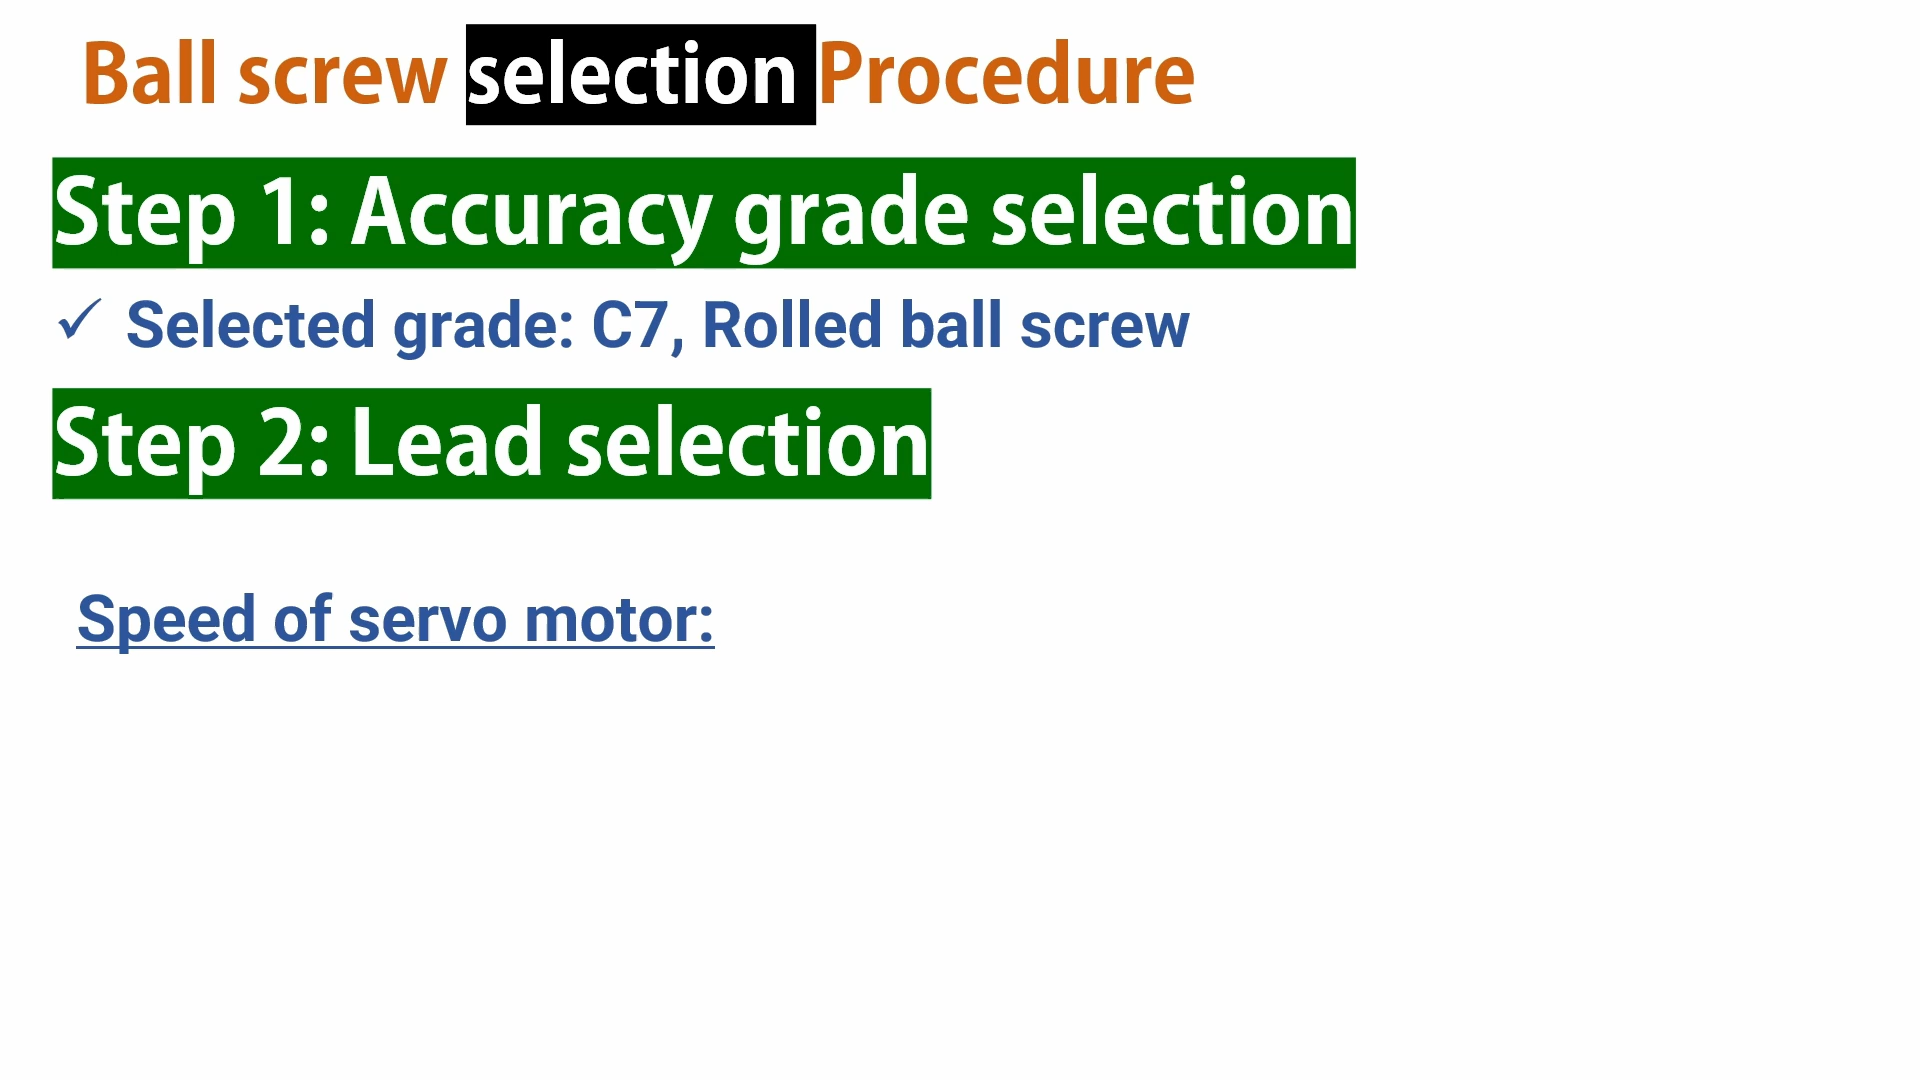 Ball screw selection Procedure
Step 1: Accuracy grade selection
✓ Selected grade: C7, Rolled ball screw
Step 2: Lead selection
Speed of servo motor: